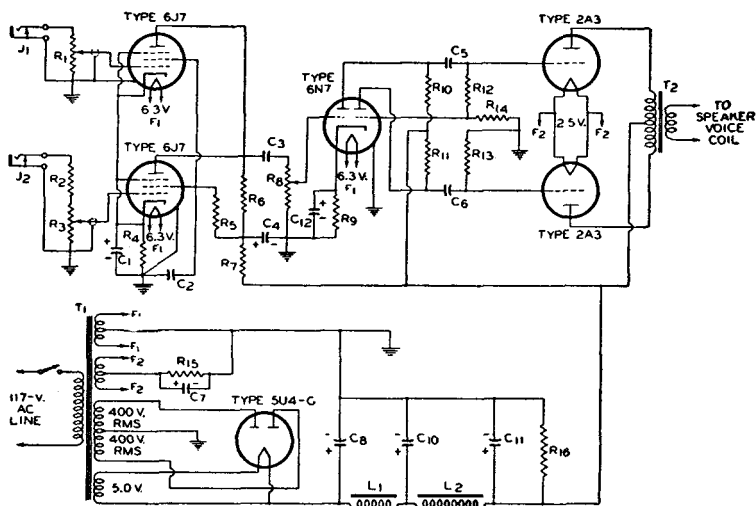 TYPE 6J7
TYPE 2A3
J1
R1
6.3 V.
F1
TYPE 6N7
C5
R10
R12
R14
T2
TO
SPEAKER
VOICE
COIL
F2
2.5 V.
F2
TYPE 6J7
J2
R2
R3
C3
R8
R6
6.3 V.
F1
R11
R13
R4
6.3 V.
F1
R5
C4
C12
R9
C6
TYPE 2A3
C1
C2
R7
T1
F1
F1
F2
F2
R15
C7
117-V.
AC
LINE
400 V.
RMS
400 V.
RMS
TYPE 5U4-G
5.0 V.
C8
C10
C11
R16
L1
L2